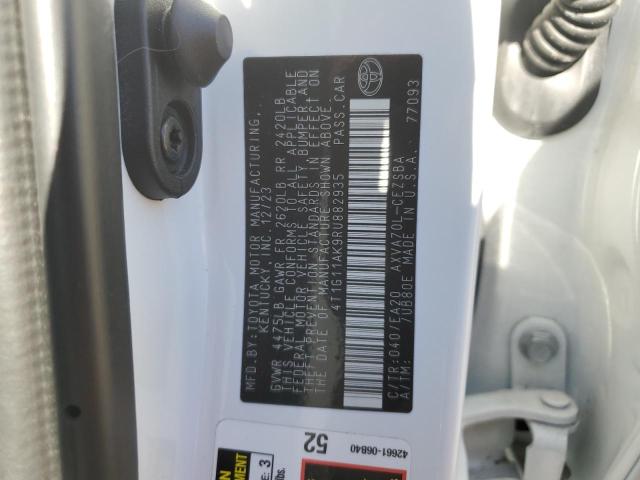 MFD.BY:TOYOTA MOTOR MANUFACTURING,
KENTUCKY,INC. 12/23
GVWR 4475LB GAWR FR 2620LB RR 2420LB
THIS VEHICLE CONFORMS TO ALL APPLICABLE
FEDERAL MOTOR VEHICLE SAFETY, BUMPER, AND
THEFT PREVENTION STANDARDS IN EFFECT ON
THE DATE OF MANUFACTURE SHOWN ABOVE.
4T1G11AK9RU882935 PASS.CAR
C/TR:040/FA20 AXVA70L-CEZSBA
A/TM: /UB80E MADE IN U.S.A. 77093
52
42661-06B40